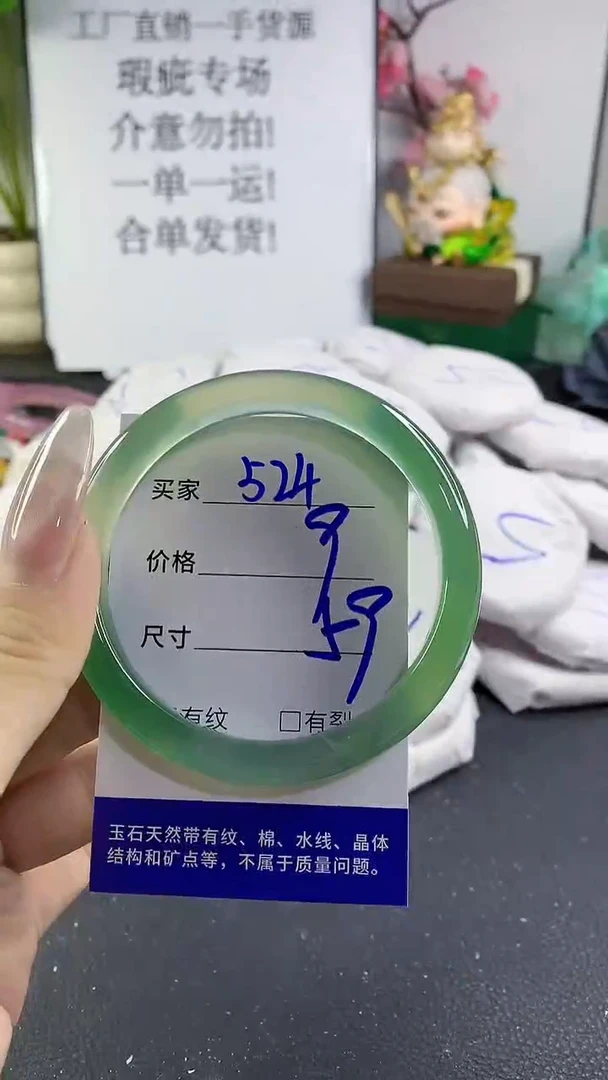 工厂直销一手货源
瑕疵专场
介意勿拍!
一单一运!
合单发货!
买家 524
价格 9
尺寸 59
有纹 □有裂
玉石天然带有纹、棉、水线、晶体
结构和矿点等，不属于质量问题。